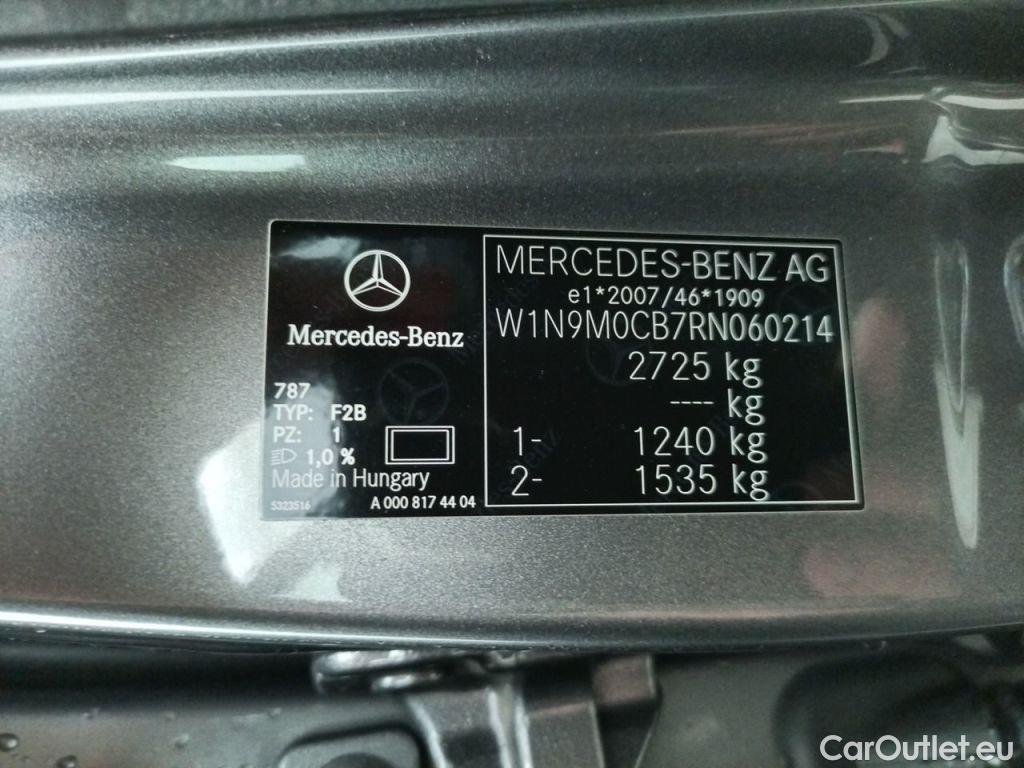 Mercedes-Benz
787
TYP: F2B
PZ: 1
1,0 %
Made in Hungary
5323516
A 000 817 44 04
MERCEDES-BENZ AG
e1*2007/46*1909
W1N9M0CB7RN060214
2725 kg
---- kg
1- 1240 kg
2- 1535 kg
CarOutlet.eu